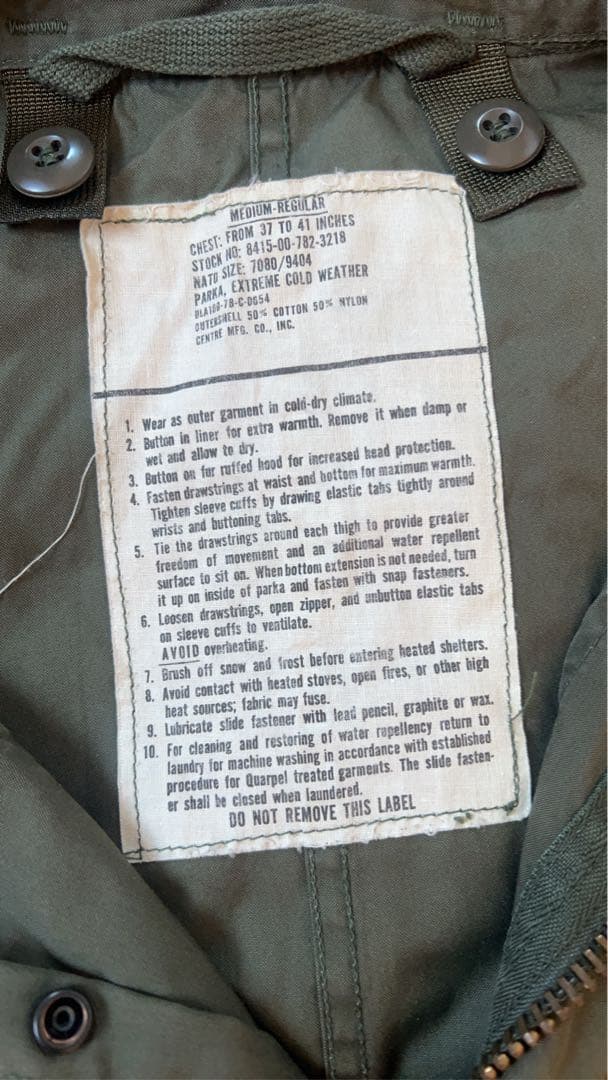 MEDIUM-REGULAR
CHEST: FROM 37 TO 41 INCHES
STOCK NO: 8415-00-782-3218
NATO SIZE: 7080/9404
PARKA, EXTREME COLD WEATHER
DLA100-78-C-0654
OUTERSHELL 50% COTTON 50% NYLON
CENTRE MFG. CO., INC.
1. Wear as outer garment in cold-dry climate.
2. Button in liner for extra warmth. Remove it when damp or
wet and allow to dry.
3. Button on fur ruffed hood for increased head protection.
4. Fasten drawstrings at waist and bottom for maximum warmth.
Tighten sleeve cuffs by drawing elastic tabs tightly around
wrists and buttoning tabs.
5. Tie the drawstrings around each thigh to provide greater
freedom of movement and an additional water repellent
surface to sit on. When bottom extension is not needed, turn
it up on inside of parka and fasten with snap fasteners.
6. Loosen drawstrings, open zipper, and unbutton elastic tabs
on sleeve cuffs to ventilate.
AVOID overheating.
7. Brush off snow and frost before entering heated shelters.
8. Avoid contact with heated stoves, open fires, or other high
heat sources; fabric may fuse.
9. Lubricate slide fastener with lead pencil, graphite or wax.
10. For cleaning and restoring of water repellency return to
laundry for machine washing in accordance with established
procedure for Quarpel treated garments. The slide fasten-
er shall be closed when laundered.
DO NOT REMOVE THIS LABEL